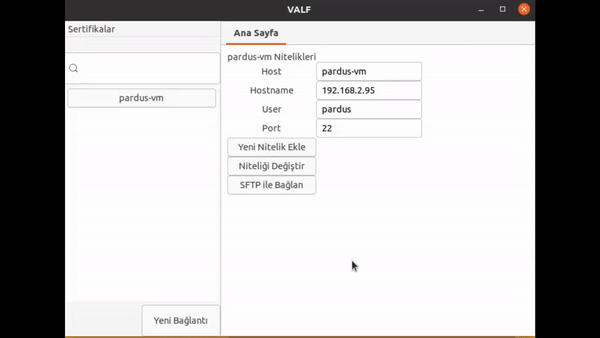 VALF
Sertifikalar
pardus-vm
Yeni Bağlantı
Ana Sayfa
pardus-vm Nitelikleri
Host pardus-vm
Hostname 192.168.2.95
User pardus
Port 22
Yeni Nitelik Ekle
Niteliği Değiştir
SFTP ile Bağlan